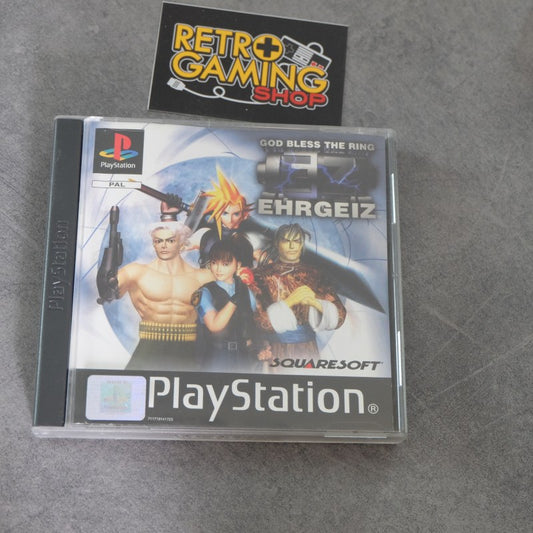 RETRO
GAMING
SHOP
PlayStation
PAL
GOD BLESS THE RING
EHRGEIZ
PlayStation
SQUARESOFT
PlayStation®